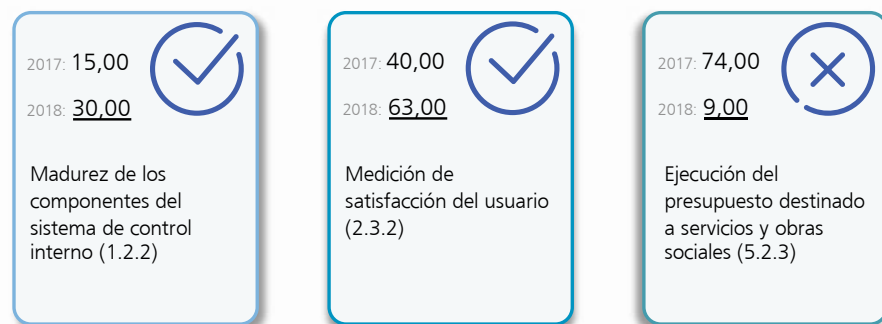 2017: 15,00
2018: 30,00
Madurez de los
componentes del
sistema de control
interno (1.2.2)
2017: 40,00
2018: 63,00
Medición de
satisfacción del usuario
(2.3.2)
2017: 74,00
2018: 9,00
Ejecución del
presupuesto destinado
a servicios y obras
sociales (5.2.3)